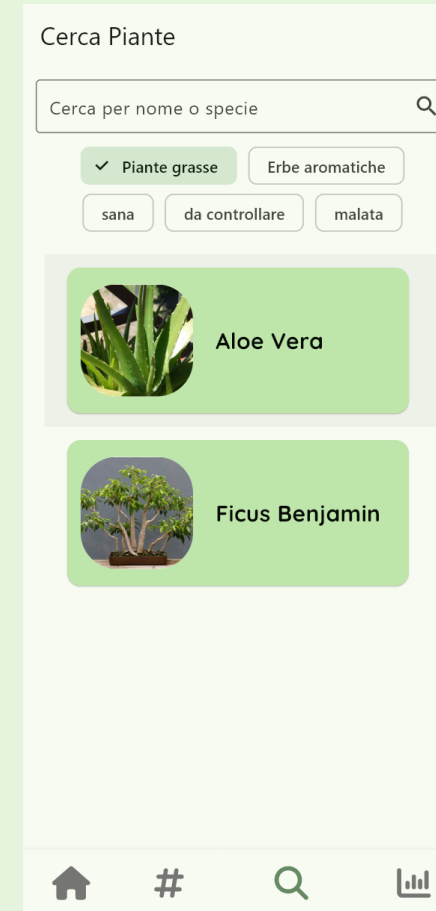 Cerca Piante
Cerca per nome o specie
Piante grasse
Erbe aromatiche
sana
da controllare
malata
Aloe Vera
Ficus Benjamin